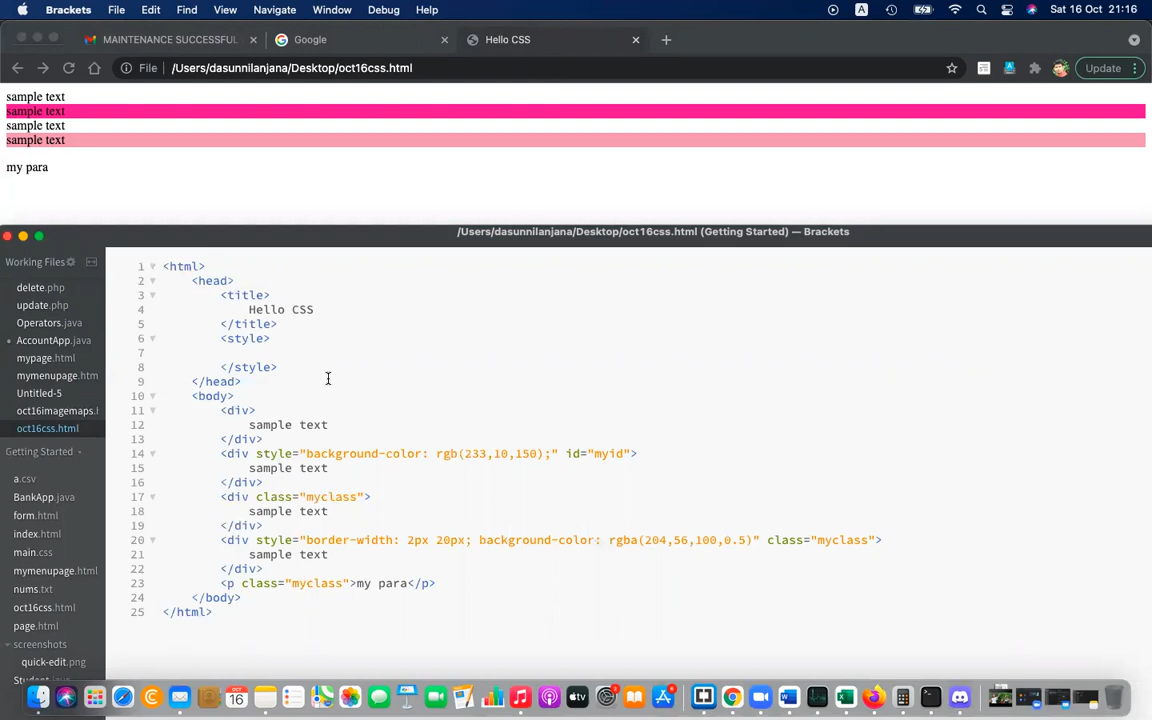 Brackets File Edit Find View Navigate Window Debug Help A Sat 16 Oct 21:16
MAINTENANCE SUCCESSFUL Google Hello CSS
File /Users/dasunnilanjana/Desktop/oct16css.html Update
sample text
sample text
sample text
sample text
my para
/Users/dasunnilanjana/Desktop/oct16css.html (Getting Started) — Brackets
Working Files
delete.php
update.php
Operators.java
AccountApp.java
mypage.html
mymenupage.htm
Untitled-5
oct16imagemaps.l
oct16css.html
Getting Started
a.csv
BankApp.java
form.html
index.html
main.css
mymenupage.html
nums.txt
oct16css.html
page.html
screenshots
quick-edit.png
1 <html>
2 <head>
3 <title>
4 Hello CSS
5 </title>
6 <style>
7
8 </style>
9 </head>
10 <body>
11 <div>
12 sample text
13 </div>
14 <div style="background-color: rgb(233,10,150);" id="myid">
15 sample text
16 </div>
17 <div class="myclass">
18 sample text
19 </div>
20 <div style="border-width: 2px 20px; background-color: rgba(204,56,100,0.5)" class="myclass">
21 sample text
22 </div>
23 <p class="myclass">my para</p>
24 </body>
25 </html>
OCT
16
tv